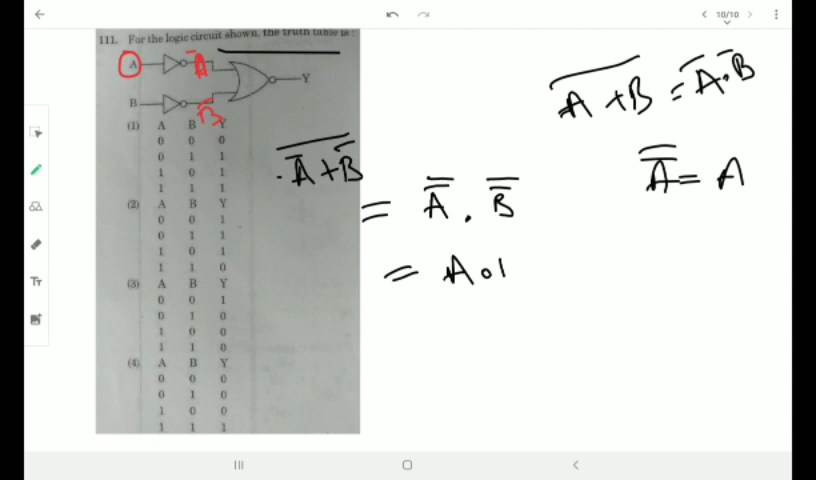 10/10
111. For the logic circuit shown, the truth table is :
A Ā Y
B B̅
(1) A B Y
0 0 0
0 1 1
1 0 1
1 1 1
(2) A B Y
0 0 1
0 1 1
1 0 1
1 1 0
(3) A B Y
0 0 1
0 1 0
1 0 0
1 1 0
(4) A B Y
0 0 0
0 1 0
1 0 0
1 1 1
A̅ ̅+̅ ̅B̅ = A̅.B̅
. A̿ ̅+̅ ̅B̿
= A̿ . B̿
A̿ = A
= A .
Tт